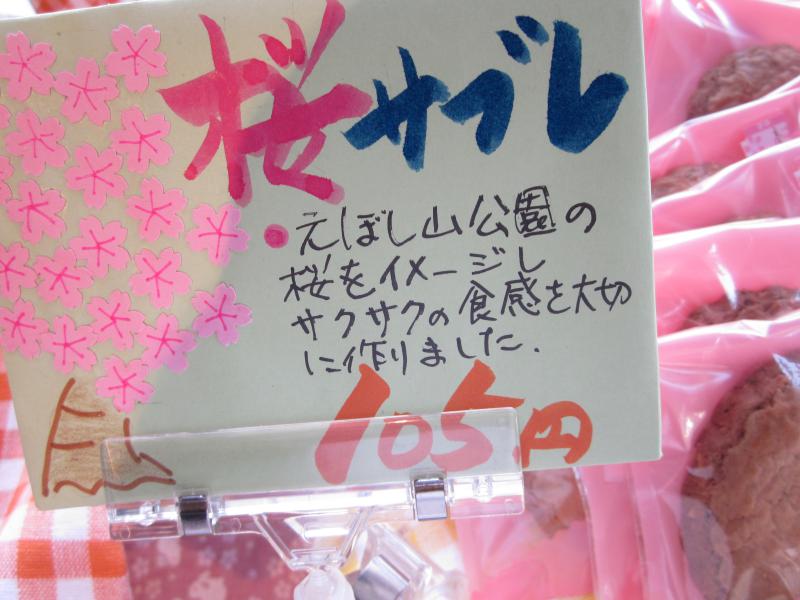 桜サブレ
・えぼし山公園の
桜をイメージし
サクサクの食感を大切
に作りました.
105円